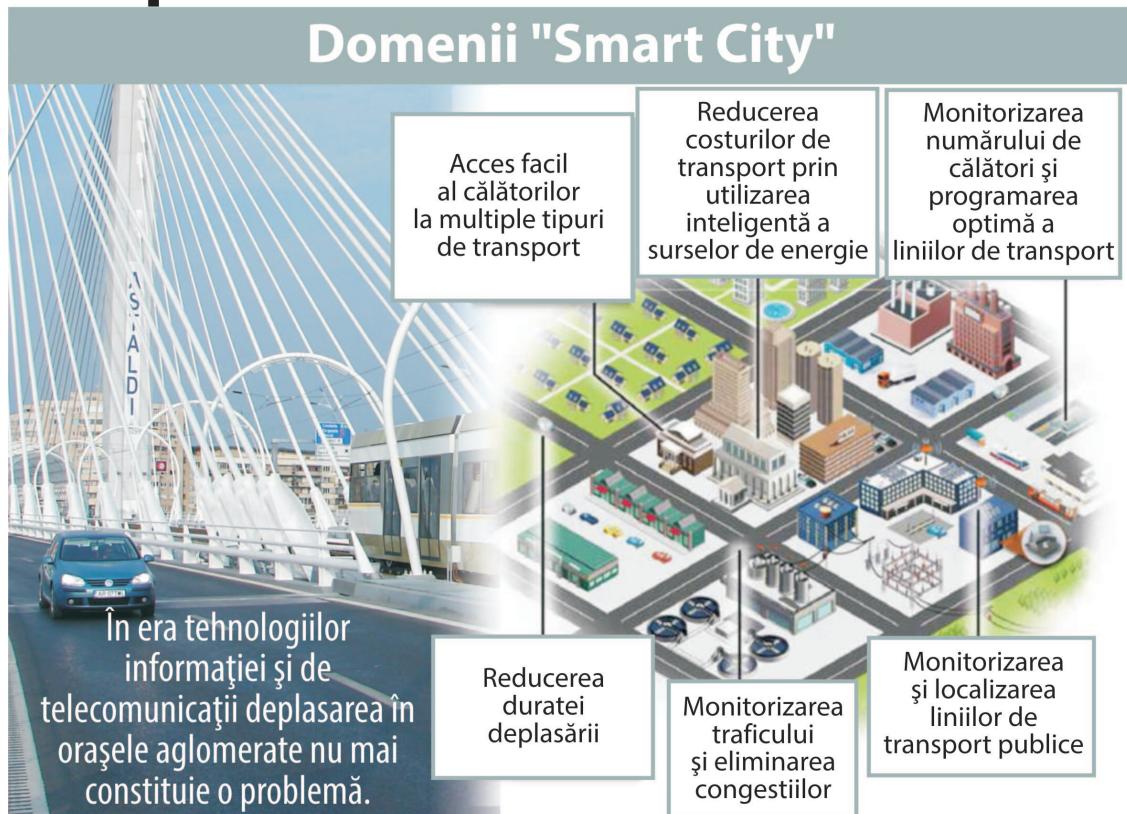 Domenii "Smart City"
Acces facil
al călătorilor
la multiple tipuri
de transport
Reducerea
costurilor de
transport prin
utilizarea
inteligentă a
surselor de energie
Monitorizarea
numărului de
călători şi
programarea
optimă a
liniilor de transport
ASTALDI
În era tehnologiilor
informaţiei şi de
telecomunicaţii deplasarea în
oraşele aglomerate nu mai
constituie o problemă.
Reducerea
duratei
deplasării
Monitorizarea
traficului
şi eliminarea
congestiilor
Monitorizarea
şi localizarea
liniilor de
transport publice